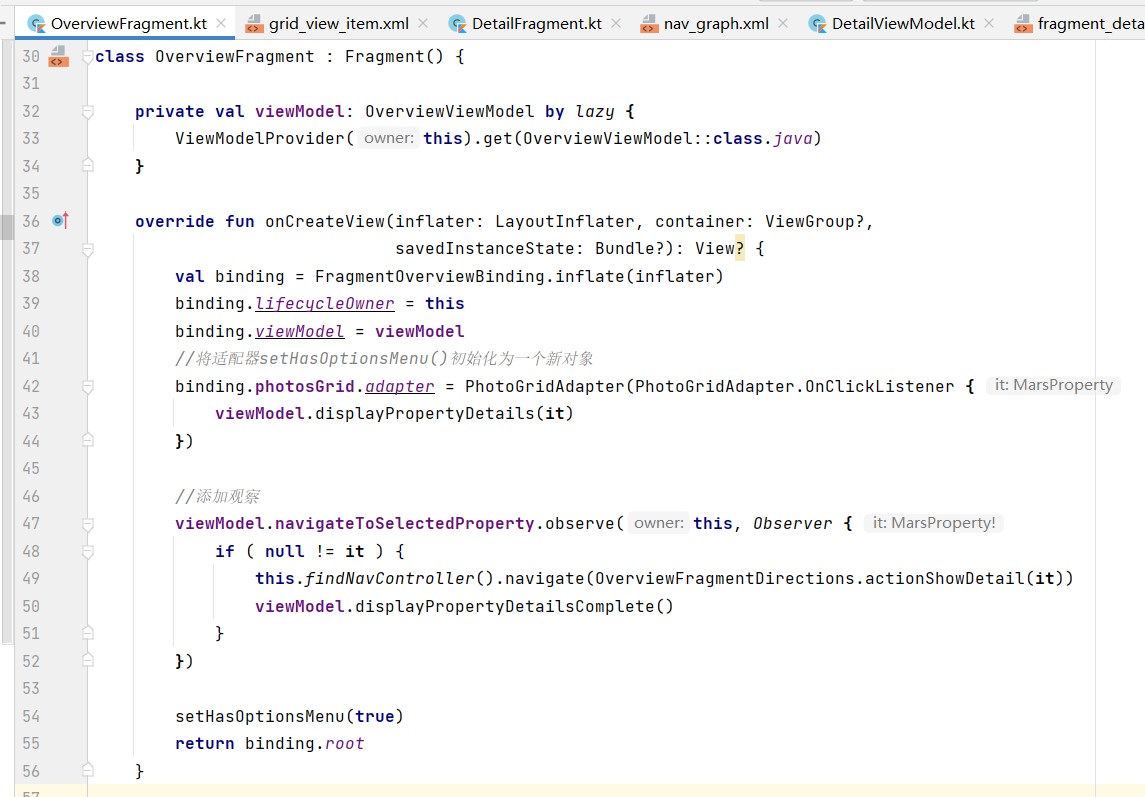 OverviewFragment.kt grid_view_item.xml DetailFragment.kt nav_graph.xml DetailViewModel.kt fragment_deta
30 class OverviewFragment : Fragment() {
31
32 private val viewModel: OverviewViewModel by lazy {
33 ViewModelProvider( owner: this).get(OverviewViewModel::class.java)
34 }
35
36 override fun onCreateView(inflater: LayoutInflater, container: ViewGroup?,
37 savedInstanceState: Bundle?): View? {
38 val binding = FragmentOverviewBinding.inflate(inflater)
39 binding.lifecycleOwner = this
40 binding.viewModel = viewModel
41 //将适配器setHasOptionsMenu()初始化为一个新对象
42 binding.photosGrid.adapter = PhotoGridAdapter(PhotoGridAdapter.OnClickListener { it: MarsProperty
43 viewModel.displayPropertyDetails(it)
44 })
45
46 //添加观察
47 viewModel.navigateToSelectedProperty.observe( owner: this, Observer { it: MarsProperty!
48 if ( null != it ) {
49 this.findNavController().navigate(OverviewFragmentDirections.actionShowDetail(it))
50 viewModel.displayPropertyDetailsComplete()
51 }
52 })
53
54 setHasOptionsMenu(true)
55 return binding.root
56 }
57